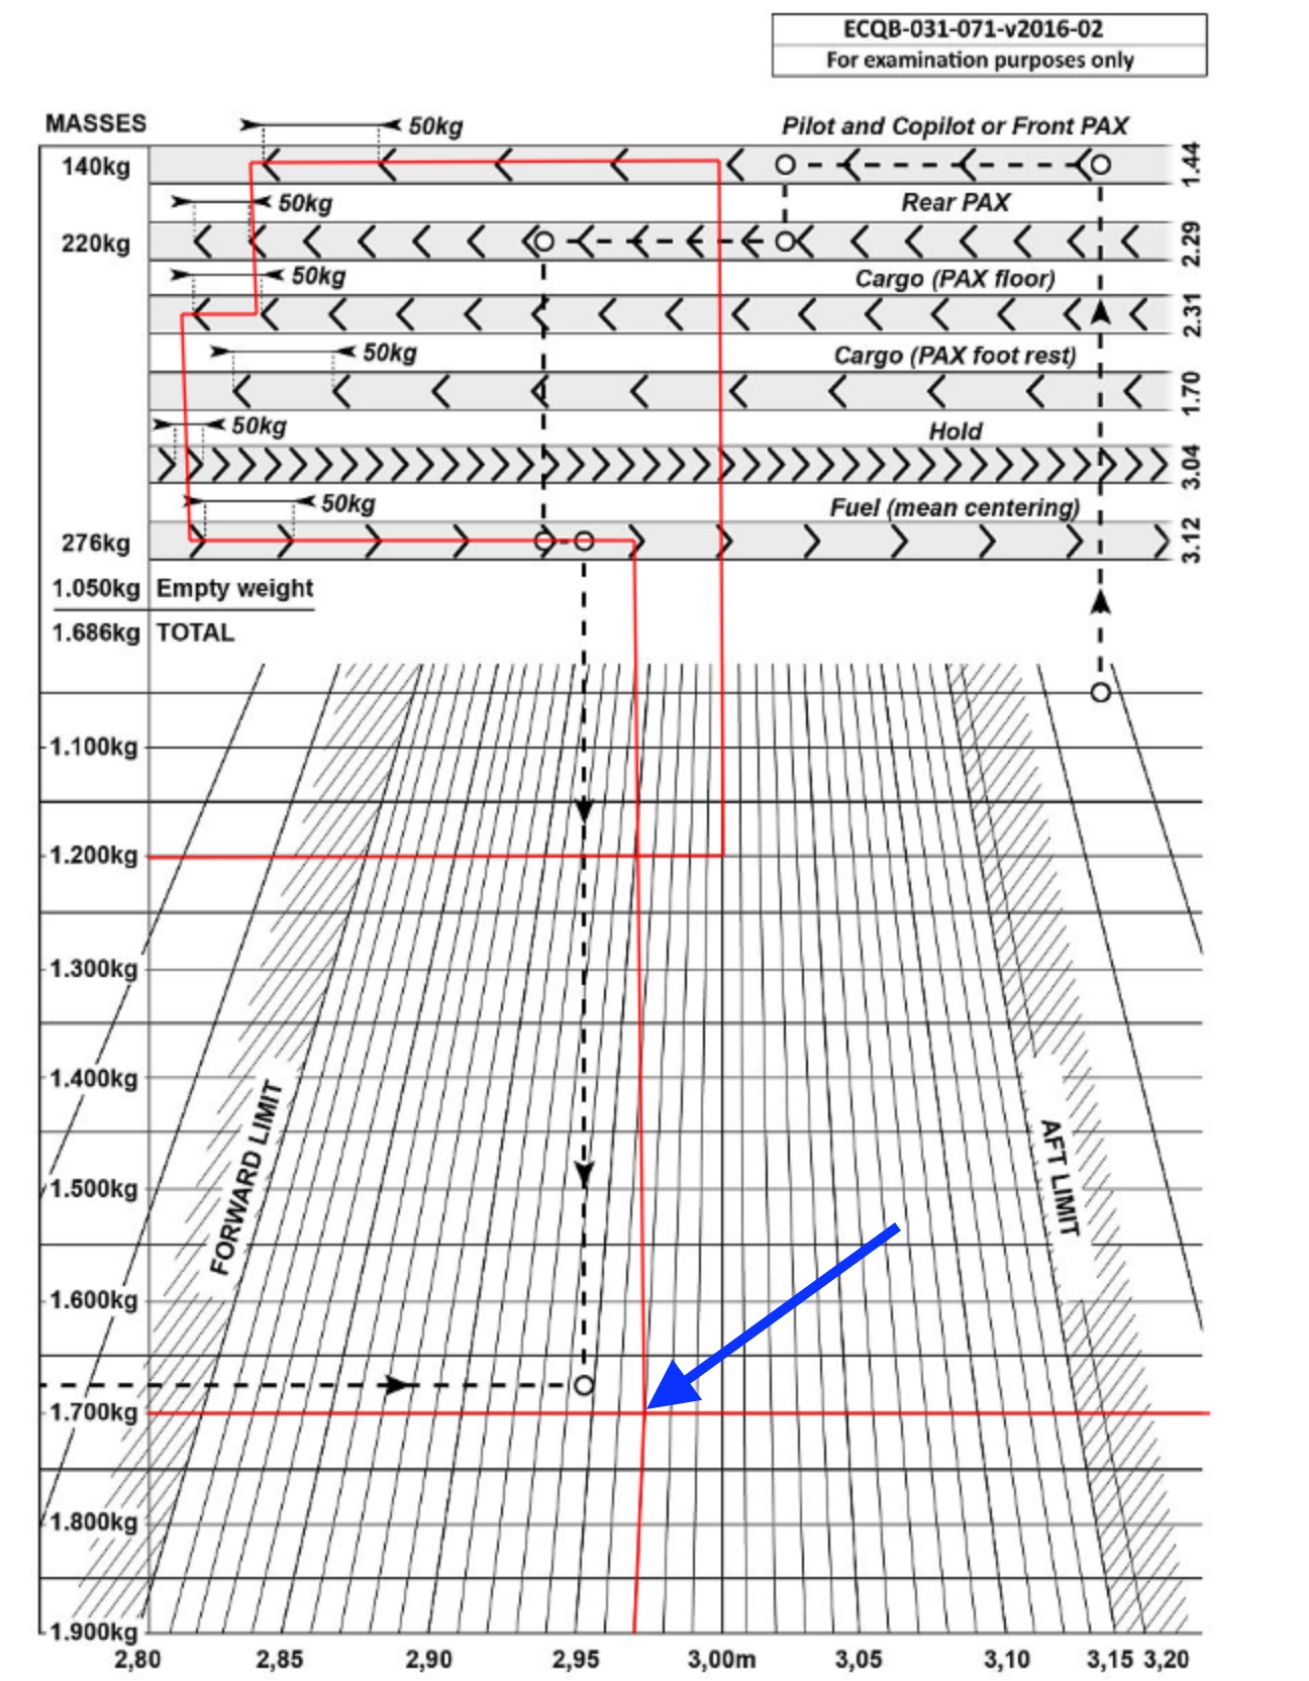 ECQB-031-071-v2016-02
For examination purposes only
MASSES
50kg
Pilot and Copilot or Front PAX
140kg
1.44
50kg
Rear PAX
220kg
2.29
50kg
Cargo (PAX floor)
2.31
50kg
Cargo (PAX foot rest)
1.70
50kg
Hold
3.04
50kg
Fuel (mean centering)
276kg
3.12
1.050kg Empty weight
1.686kg TOTAL
1.100kg
1.200kg
1.300kg
1.400kg
FORWARD LIMIT
AFT LIMIT
1.500kg
1.600kg
1.700kg
1.800kg
1.900kg
2,80 2,85 2,90 2,95 3,00m 3,05 3,10 3,15 3,20